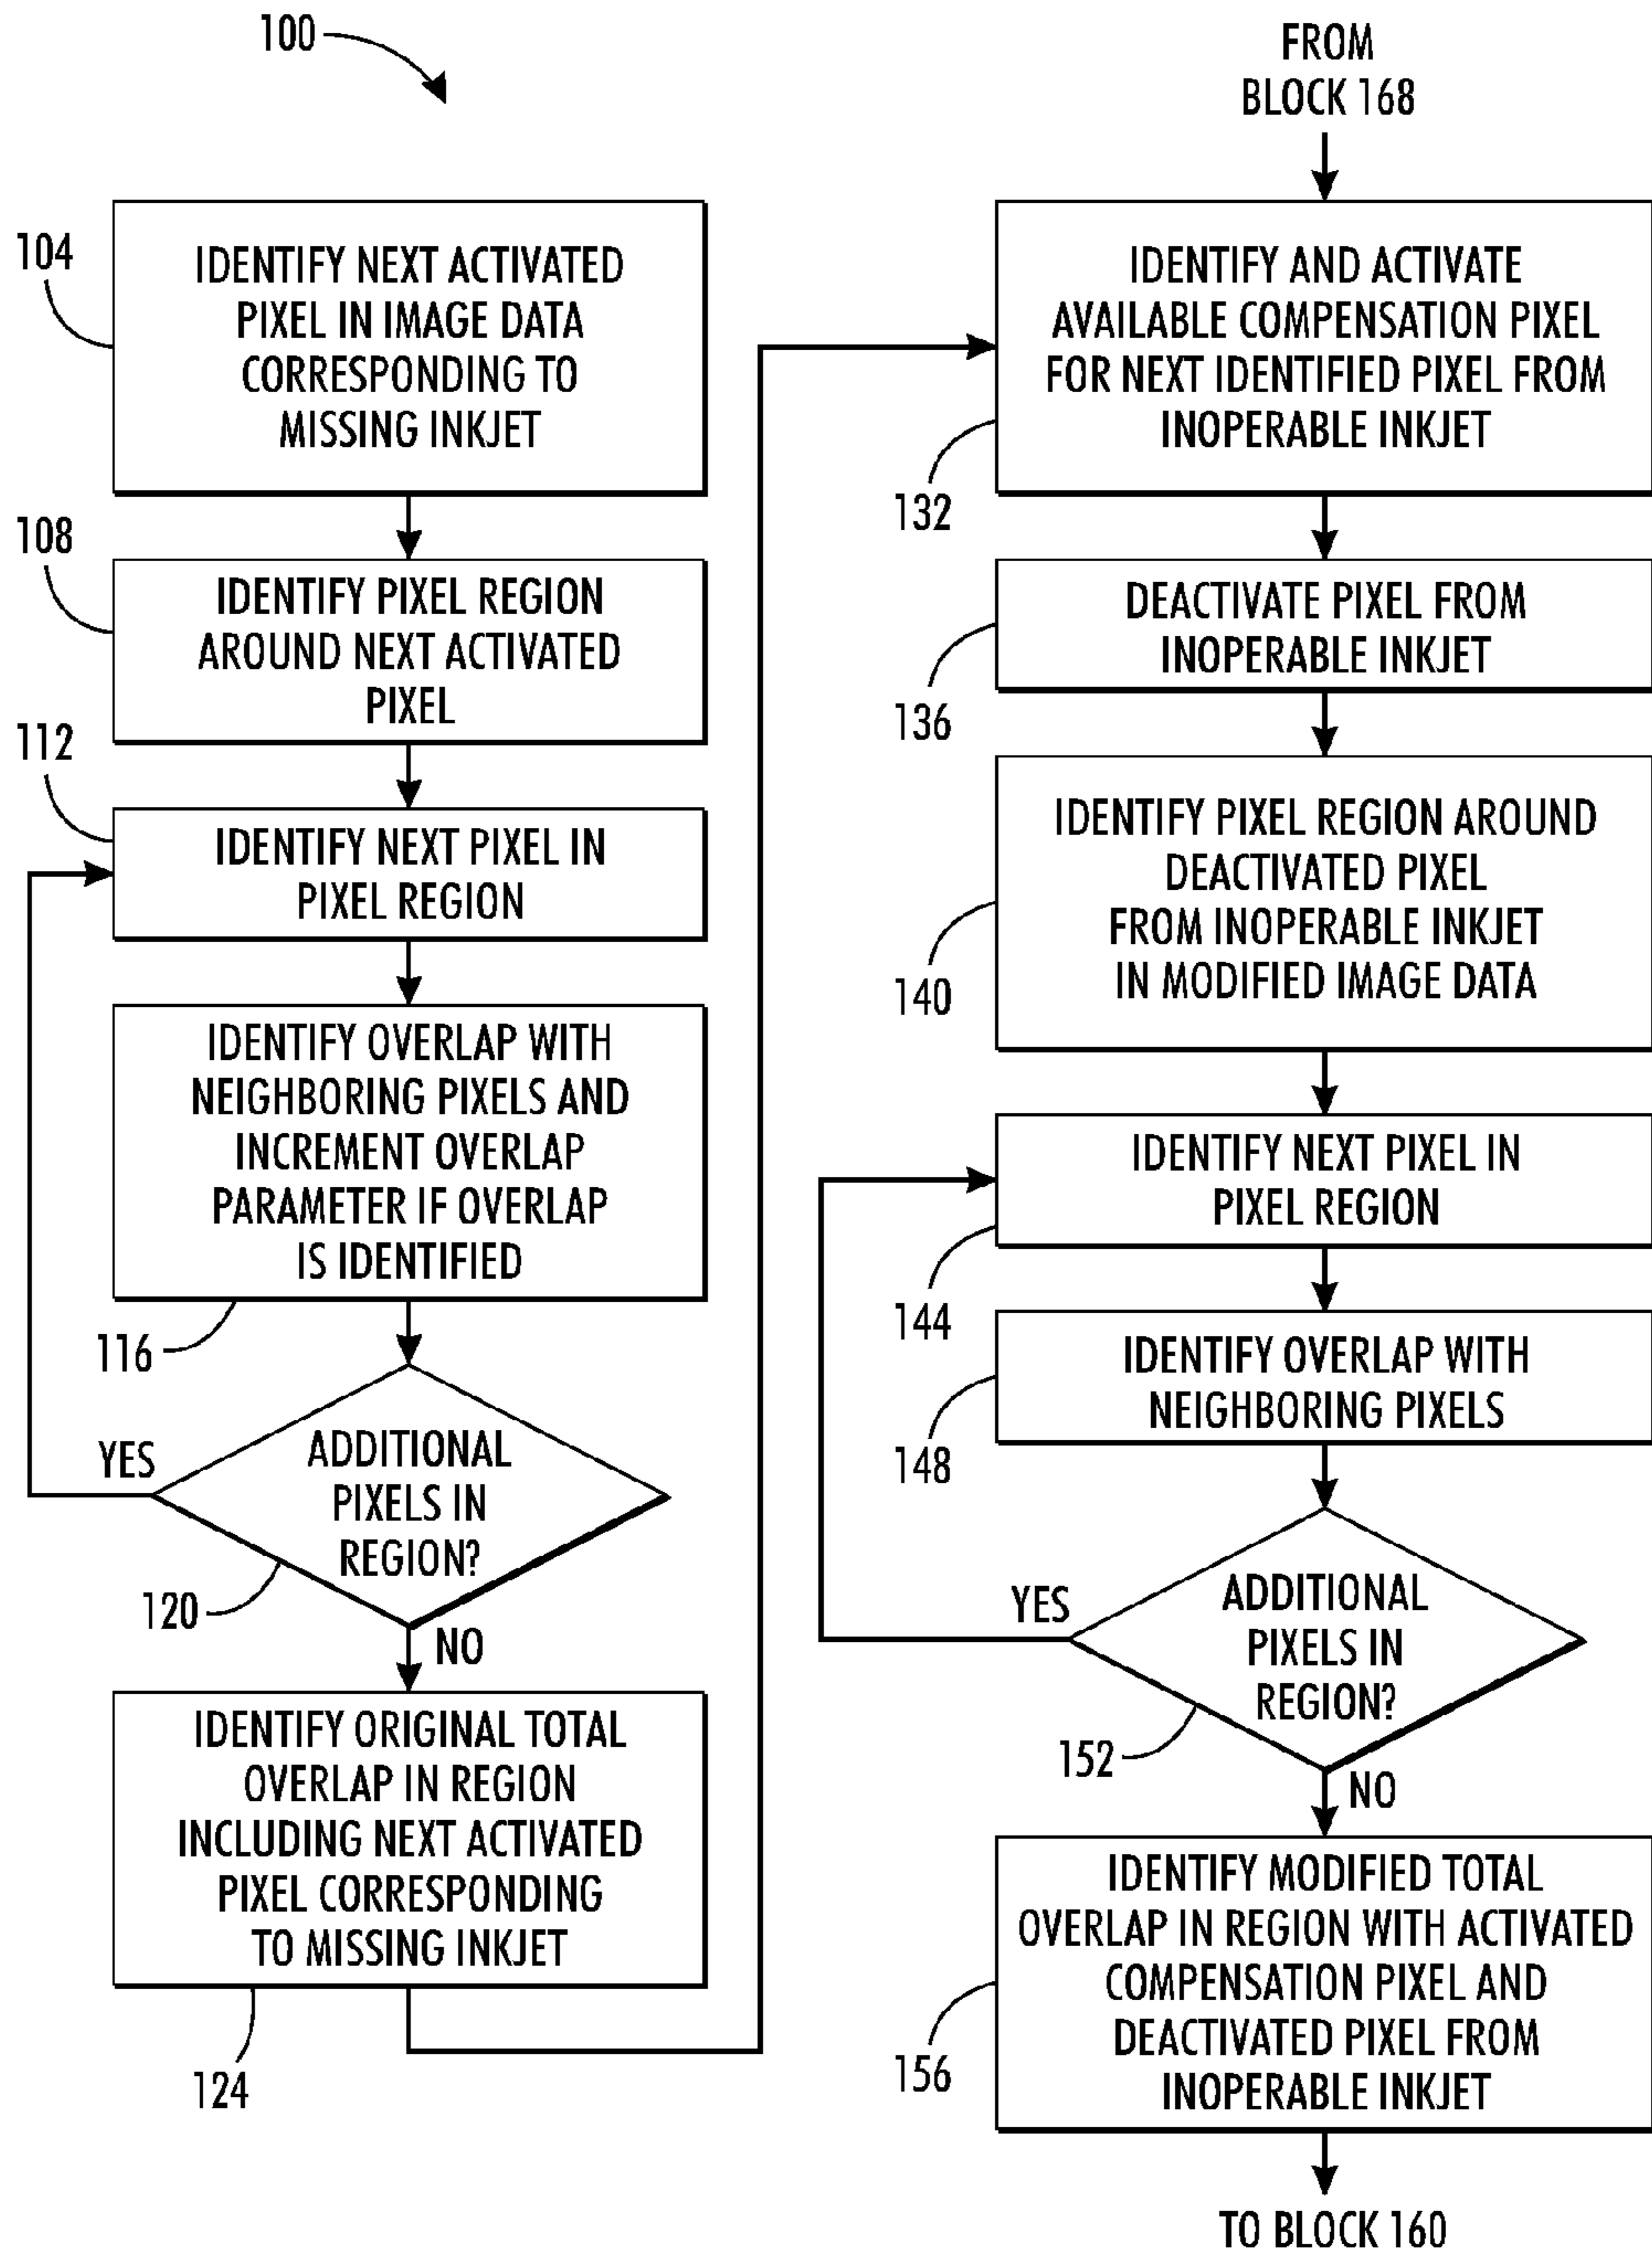 100
104
IDENTIFY NEXT ACTIVATED
PIXEL IN IMAGE DATA
CORRESPONDING TO
MISSING INKJET
108
IDENTIFY PIXEL REGION
AROUND NEXT ACTIVATED
PIXEL
112
IDENTIFY NEXT PIXEL IN
PIXEL REGION
IDENTIFY OVERLAP WITH
NEIGHBORING PIXELS AND
INCREMENT OVERLAP
PARAMETER IF OVERLAP
IS IDENTIFIED
116
YES
ADDITIONAL
PIXELS IN
REGION?
120
NO
IDENTIFY ORIGINAL TOTAL
OVERLAP IN REGION
INCLUDING NEXT ACTIVATED
PIXEL CORRESPONDING
TO MISSING INKJET
124
FROM
BLOCK 168
IDENTIFY AND ACTIVATE
AVAILABLE COMPENSATION PIXEL
FOR NEXT IDENTIFIED PIXEL FROM
INOPERABLE INKJET
132
DEACTIVATE PIXEL FROM
INOPERABLE INKJET
136
IDENTIFY PIXEL REGION AROUND
DEACTIVATED PIXEL
FROM INOPERABLE INKJET
IN MODIFIED IMAGE DATA
140
IDENTIFY NEXT PIXEL IN
PIXEL REGION
144
IDENTIFY OVERLAP WITH
NEIGHBORING PIXELS
148
YES
ADDITIONAL
PIXELS IN
REGION?
152
NO
IDENTIFY MODIFIED TOTAL
OVERLAP IN REGION WITH ACTIVATED
COMPENSATION PIXEL AND
DEACTIVATED PIXEL FROM
INOPERABLE INKJET
156
TO BLOCK 160